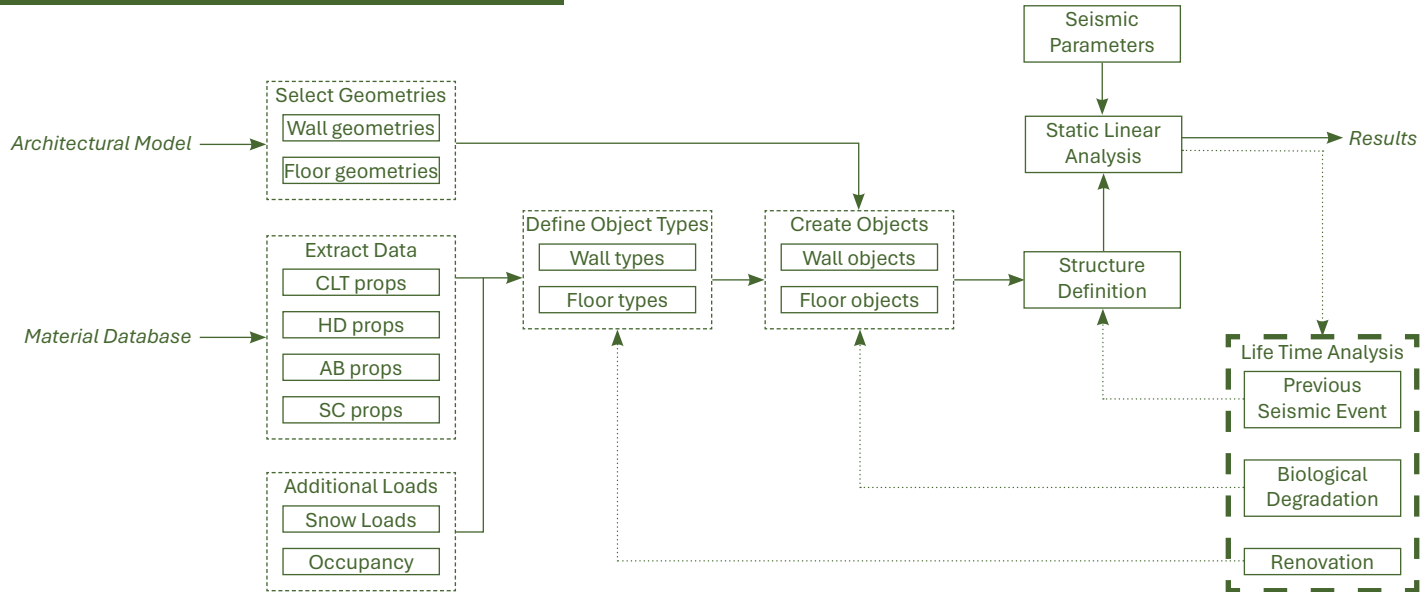 Seismic
Parameters
Select Geometries
Wall geometries
Floor geometries
Architectural Model
Static Linear
Analysis
Results
Extract Data
CLT props
HD props
AB props
SC props
Material Database
Define Object Types
Wall types
Floor types
Create Objects
Wall objects
Floor objects
Structure
Definition
Life Time Analysis
Previous
Seismic Event
Biological
Degradation
Renovation
Additional Loads
Snow Loads
Occupancy